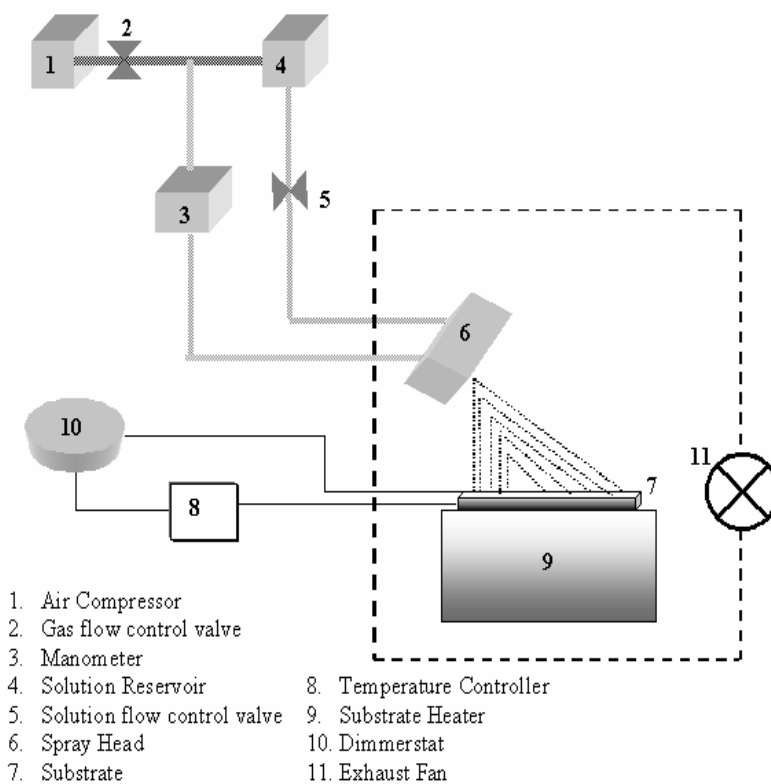 2
1
4
3
5
6
10
11
7
8
9
1. Air Compressor
2. Gas flow control valve
3. Manometer
4. Solution Reservoir
5. Solution flow control valve
6. Spray Head
7. Substrate
8. Temperature Controller
9. Substrate Heater
10. Dimmerstat
11. Exhaust Fan